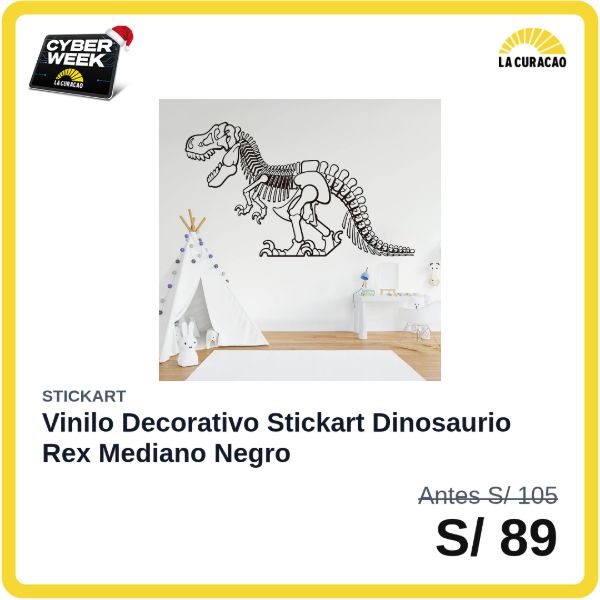 CYBER
WEEK
LA CURACAO
LA CURACAO
STICKART
Vinilo Decorativo Stickart Dinosaurio
Rex Mediano Negro
Antes S/ 105
S/ 89